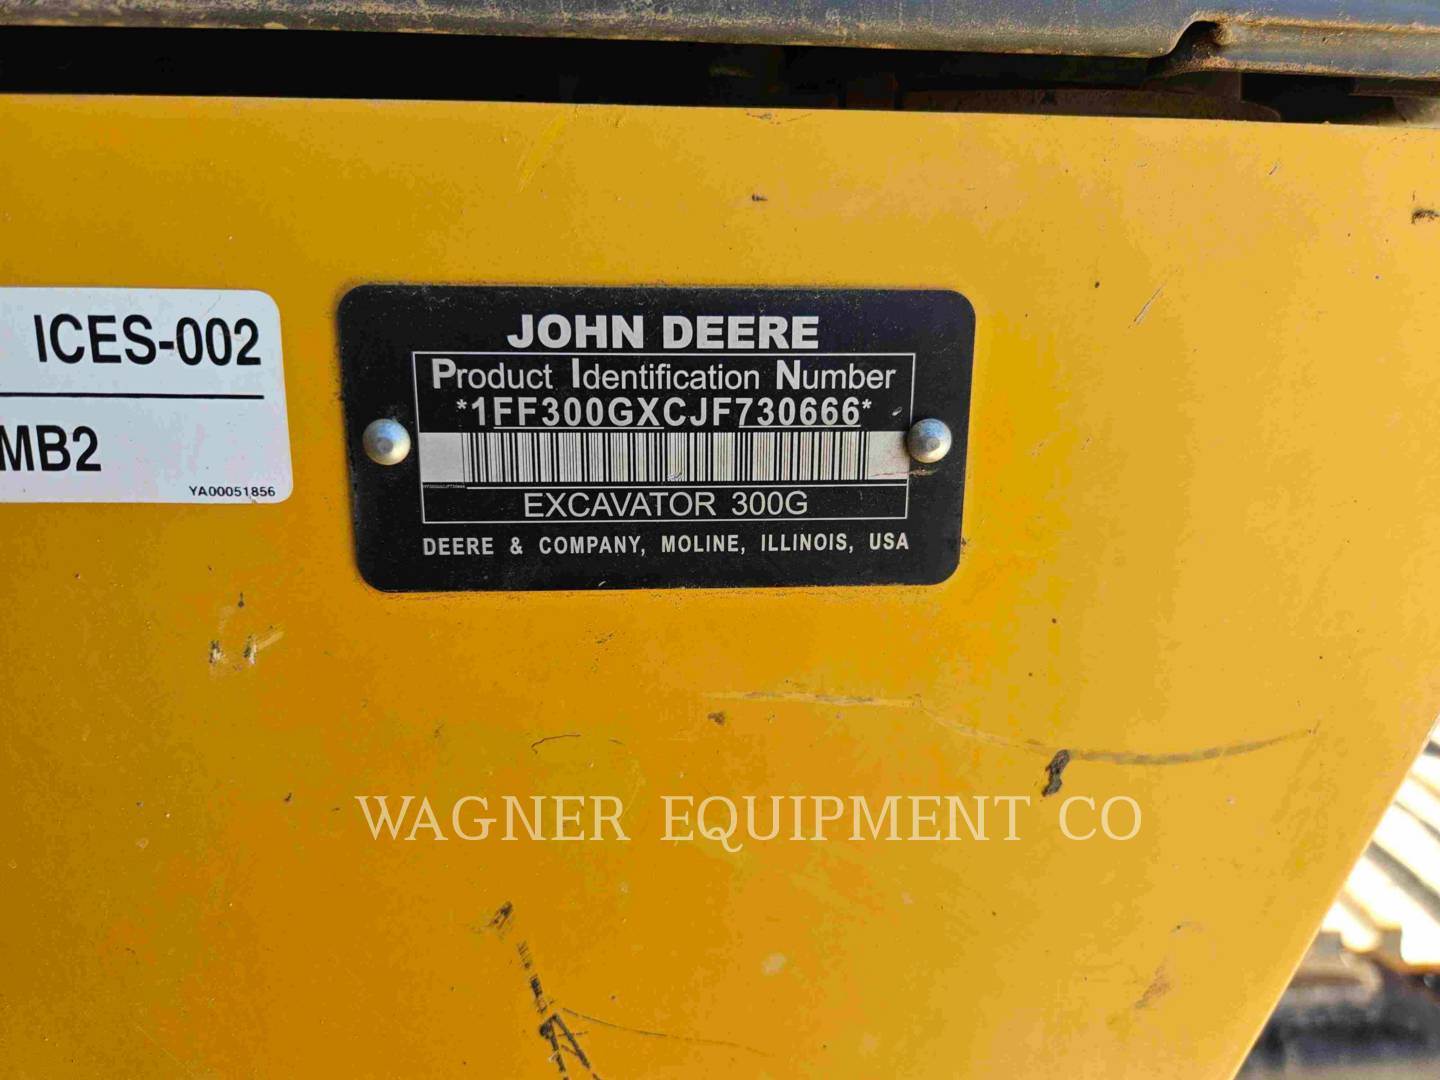 ICES-002
MB2
YA00051856
JOHN DEERE
Product Identification Number
*1FF300GXCJF730666*
EXCAVATOR 300G
DEERE & COMPANY, MOLINE, ILLINOIS, USA
WAGNER EQUIPMENT CO